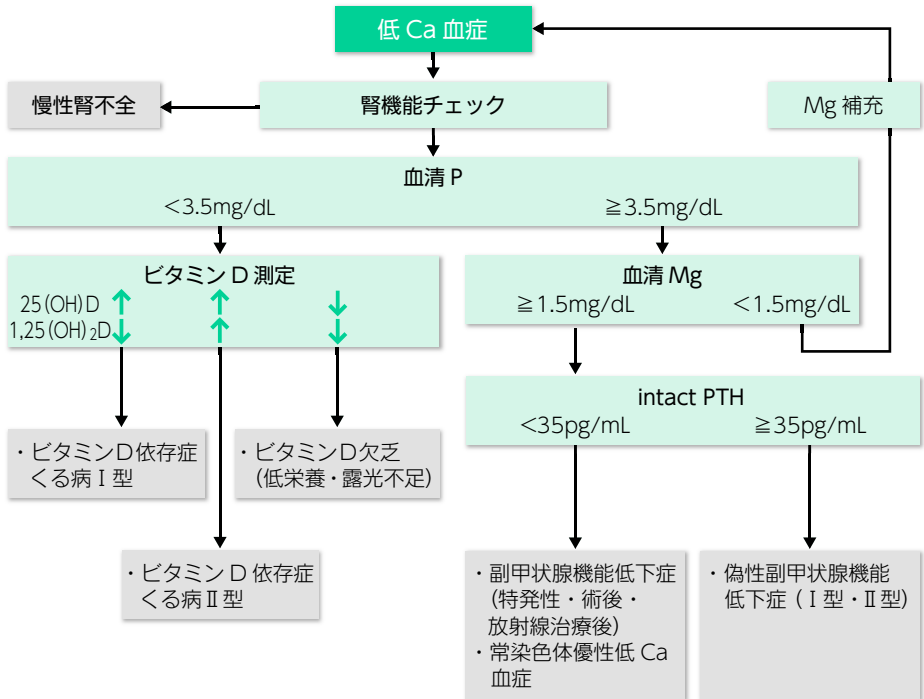 低 Ca 血症
慢性腎不全
腎機能チェック
Mg 補充
血清 P
<3.5mg/dL
≧3.5mg/dL
ビタミン D 測定
25(OH)D ↑ ↑ ↓
1,25(OH)₂D ↓ ↑ ↓
血清 Mg
≧1.5mg/dL
<1.5mg/dL
intact PTH
<35pg/mL
≧35pg/mL
・ビタミンD依存症
くる病Ⅰ型
・ビタミンD欠乏
(低栄養・露光不足)
・ビタミン D 依存症
くる病Ⅱ型
・副甲状腺機能低下症
(特発性・術後・
放射線治療後)
・常染色体優性低 Ca
血症
・偽性副甲状腺機能
低下症(Ⅰ型・Ⅱ型)